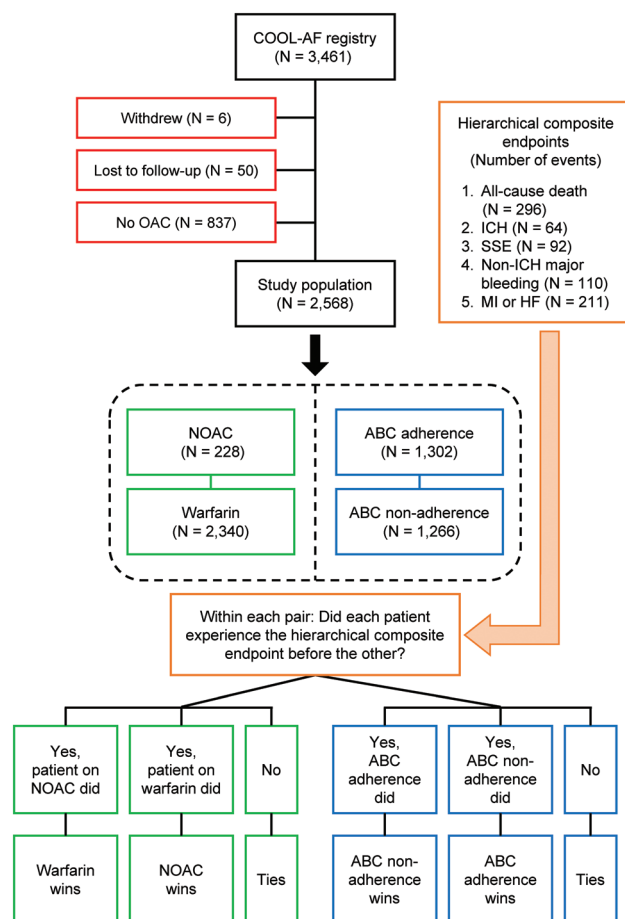 COOL-AF registry
(N = 3,461)
Withdrew (N = 6)
Lost to follow-up (N = 50)
No OAC (N = 837)
Study population
(N = 2,568)
Hierarchical composite
endpoints
(Number of events)
1. All-cause death
(N = 296)
2. ICH (N = 64)
3. SSE (N = 92)
4. Non-ICH major
bleeding (N = 110)
5. MI or HF (N = 211)
NOAC
(N = 228)
Warfarin
(N = 2,340)
ABC adherence
(N = 1,302)
ABC non-adherence
(N = 1,266)
Within each pair: Did each patient
experience the hierarchical composite
endpoint before the other?
Yes,
patient on
NOAC did
Yes,
patient on
warfarin did
No
Yes,
ABC
adherence
did
Yes,
ABC non-
adherence
did
No
Warfarin
wins
NOAC
wins
Ties
ABC non-
adherence
wins
ABC
adherence
wins
Ties